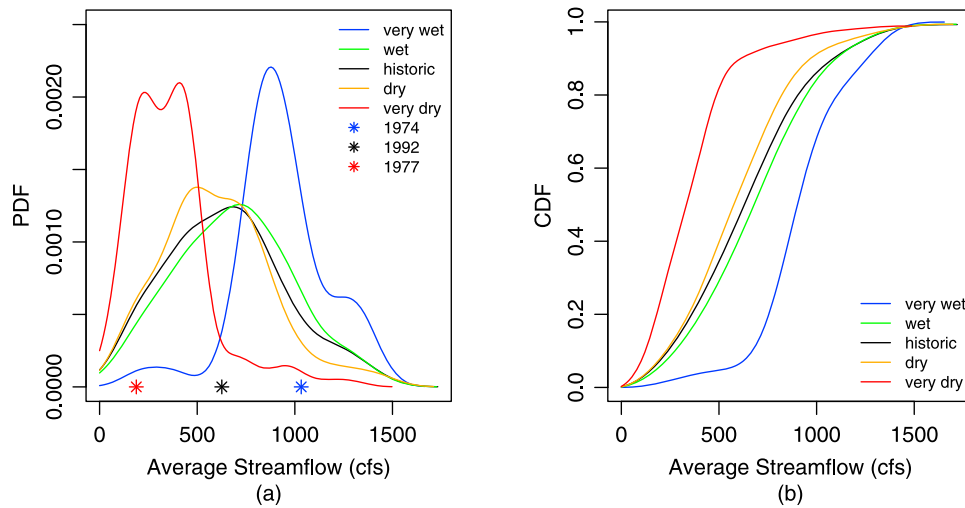 PDF
0.0000
0.0010
0.0020
0
500
1000
1500
Average Streamflow (cfs)
(a)
very wet
wet
historic
dry
very dry
1974
1992
1977
CDF
0.0
0.2
0.4
0.6
0.8
1.0
0
500
1000
1500
Average Streamflow (cfs)
(b)
very wet
wet
historic
dry
very dry